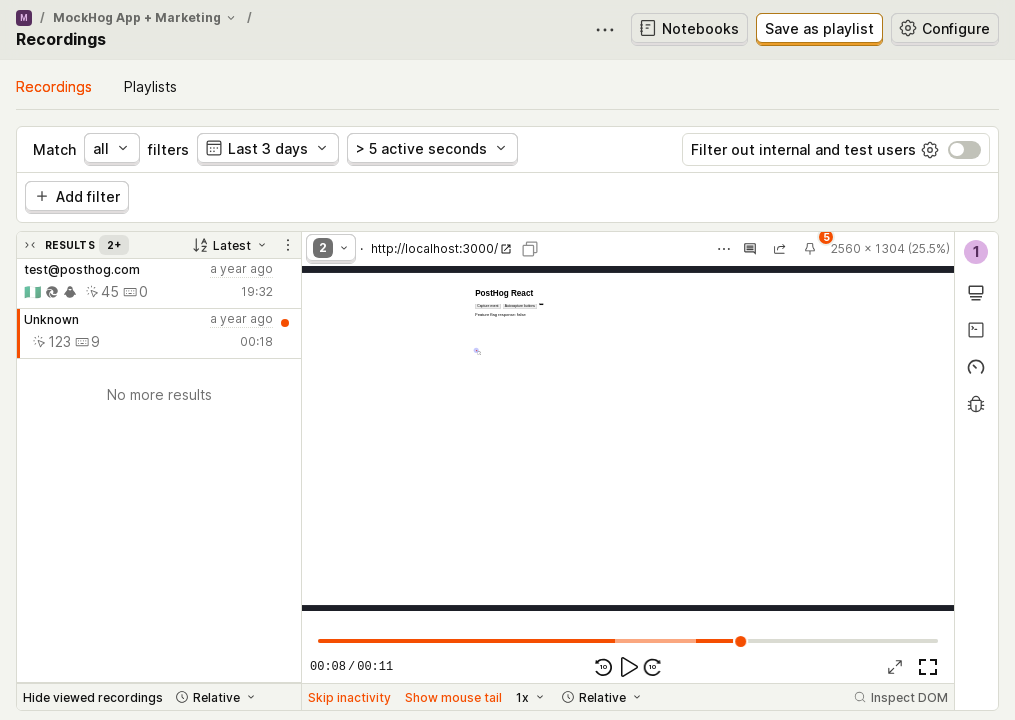 M / MockHog App + Marketing /
Recordings
Notebooks
Save as playlist
Configure
Recordings
Playlists
Match all filters
Last 3 days
> 5 active seconds
Filter out internal and test users
Add filter
RESULTS 2+
Latest
test@posthog.com a year ago
45 0 19:32
Unknown a year ago
123 9 00:18
No more results
Hide viewed recordings
Relative
2 · http://localhost:3000/
5
2560 × 1304 (25.5%)
PostHog React
Capture event Autocapture button
Feature flag response: false
00:08 / 00:11
10
10
Skip inactivity
Show mouse tail
1x
Relative
Inspect DOM
1